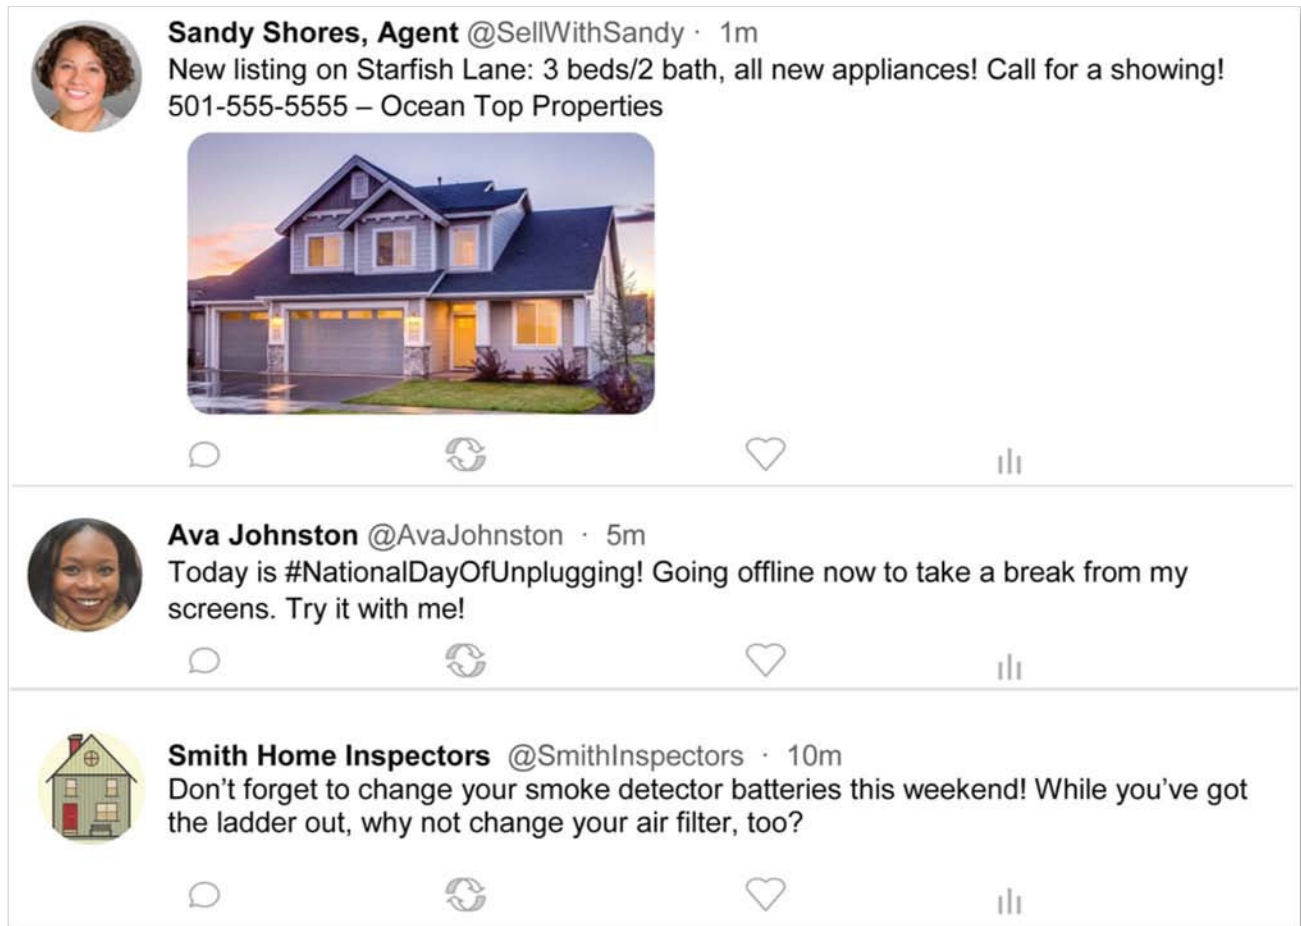 Sandy Shores, Agent @SellWithSandy · 1m
New listing on Starfish Lane: 3 beds/2 bath, all new appliances! Call for a showing!
501-555-5555 – Ocean Top Properties
Ava Johnston @AvaJohnston · 5m
Today is #NationalDayOfUnplugging! Going offline now to take a break from my
screens. Try it with me!
Smith Home Inspectors @SmithInspectors · 10m
Don’t forget to change your smoke detector batteries this weekend! While you’ve got
the ladder out, why not change your air filter, too?